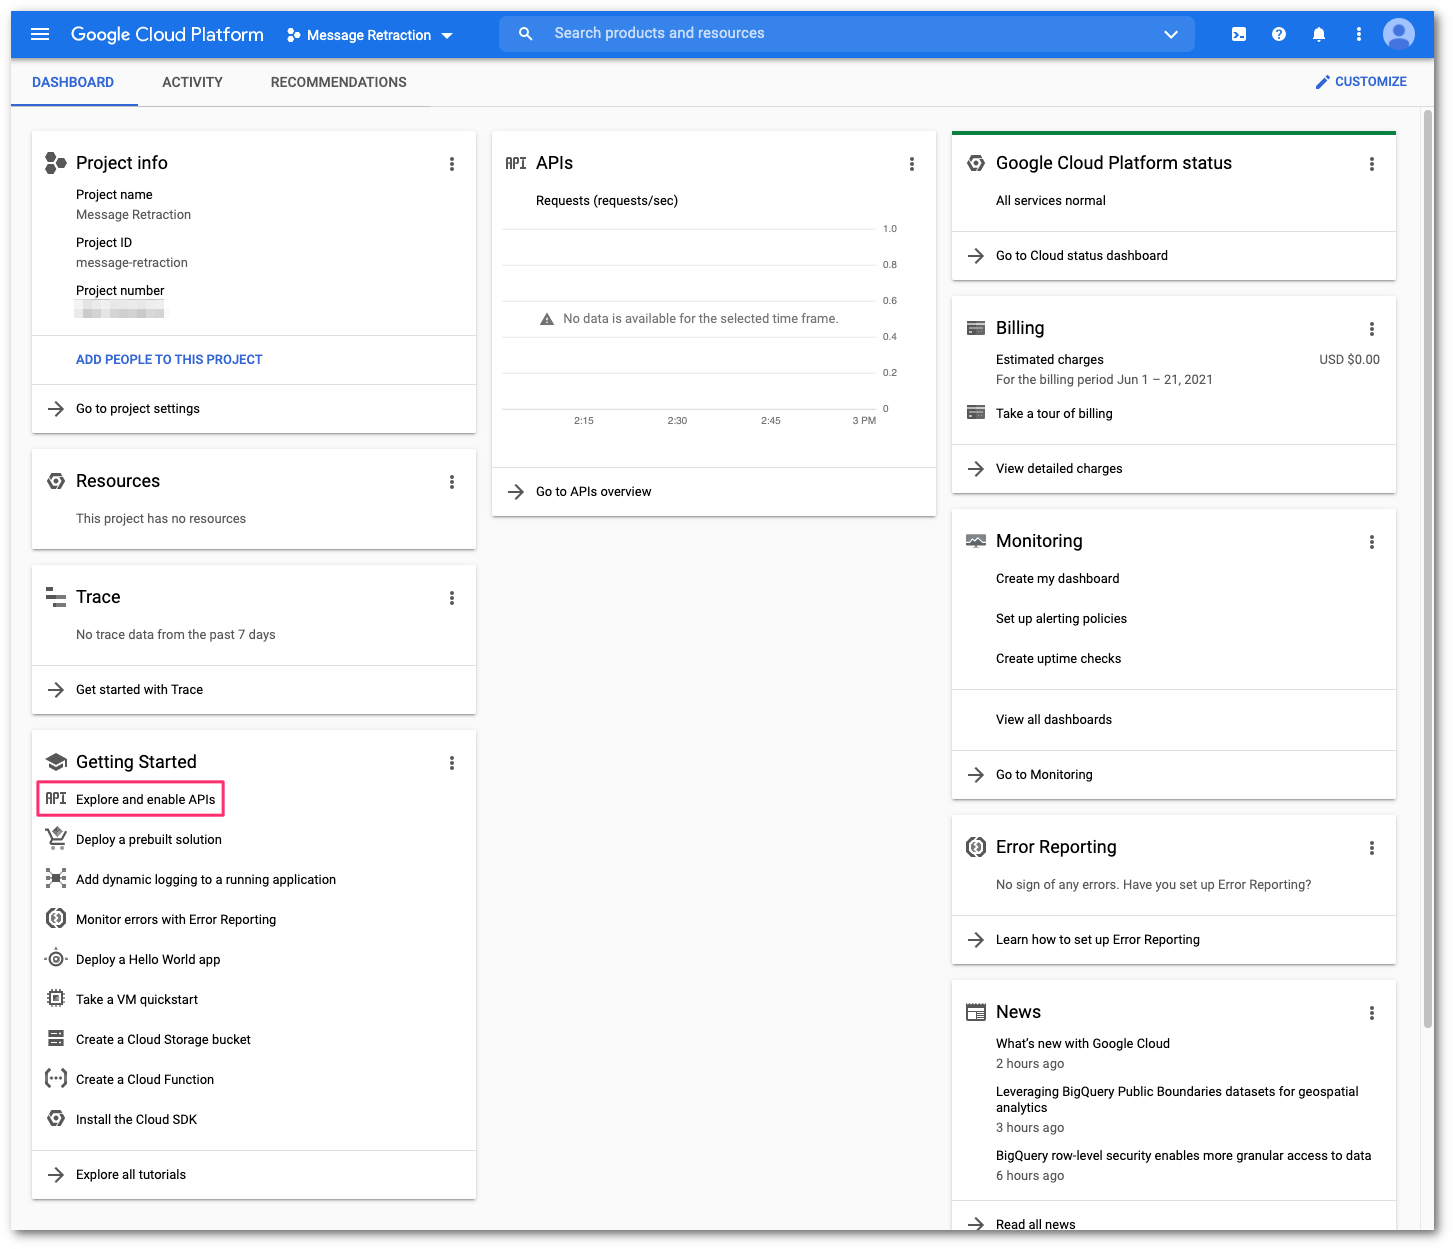 Google Cloud Platform
Message Retraction
Search products and resources
DASHBOARD
ACTIVITY
RECOMMENDATIONS
CUSTOMIZE
Project info
Project name
Message Retraction
Project ID
message-retraction
Project number
ADD PEOPLE TO THIS PROJECT
Go to project settings
Resources
This project has no resources
Trace
No trace data from the past 7 days
Get started with Trace
Getting Started
API Explore and enable APIs
Deploy a prebuilt solution
Add dynamic logging to a running application
Monitor errors with Error Reporting
Deploy a Hello World app
Take a VM quickstart
Create a Cloud Storage bucket
Create a Cloud Function
Install the Cloud SDK
Explore all tutorials
API APIs
Requests (requests/sec)
1.0
0.8
0.6
No data is available for the selected time frame.
0.4
0.2
0
2:15 2:30 2:45 3 PM
Go to APIs overview
Google Cloud Platform status
All services normal
Go to Cloud status dashboard
Billing
Estimated charges USD $0.00
For the billing period Jun 1 – 21, 2021
Take a tour of billing
View detailed charges
Monitoring
Create my dashboard
Set up alerting policies
Create uptime checks
View all dashboards
Go to Monitoring
Error Reporting
No sign of any errors. Have you set up Error Reporting?
Learn how to set up Error Reporting
News
What's new with Google Cloud
2 hours ago
Leveraging BigQuery Public Boundaries datasets for geospatial
analytics
3 hours ago
BigQuery row-level security enables more granular access to data
6 hours ago
Read all news